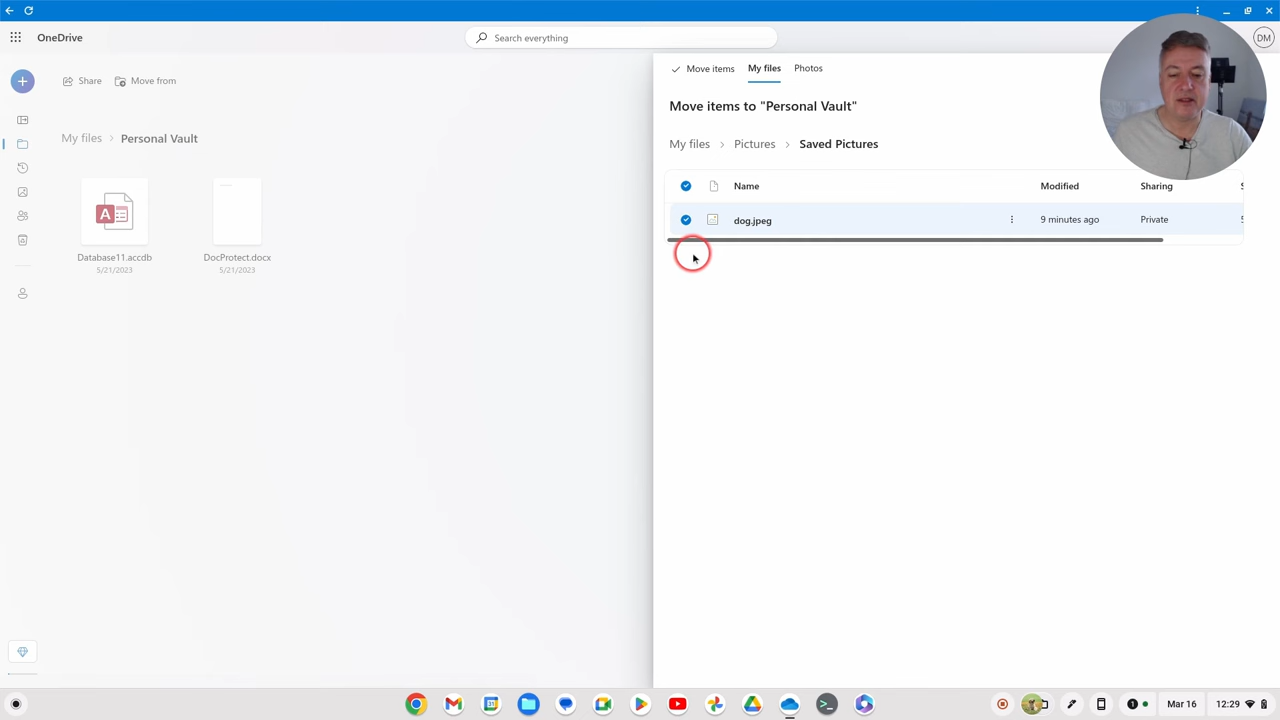 OneDrive
Search everything
DM
Share
Move from
My files > Personal Vault
A
Database11.accdb
5/21/2023
DocProtect.docx
5/21/2023
Move items
My files
Photos
Move items to "Personal Vault"
My files > Pictures > Saved Pictures
Name
Modified
Sharing
dog.jpeg
9 minutes ago
Private
31
1
Mar 16
12:29